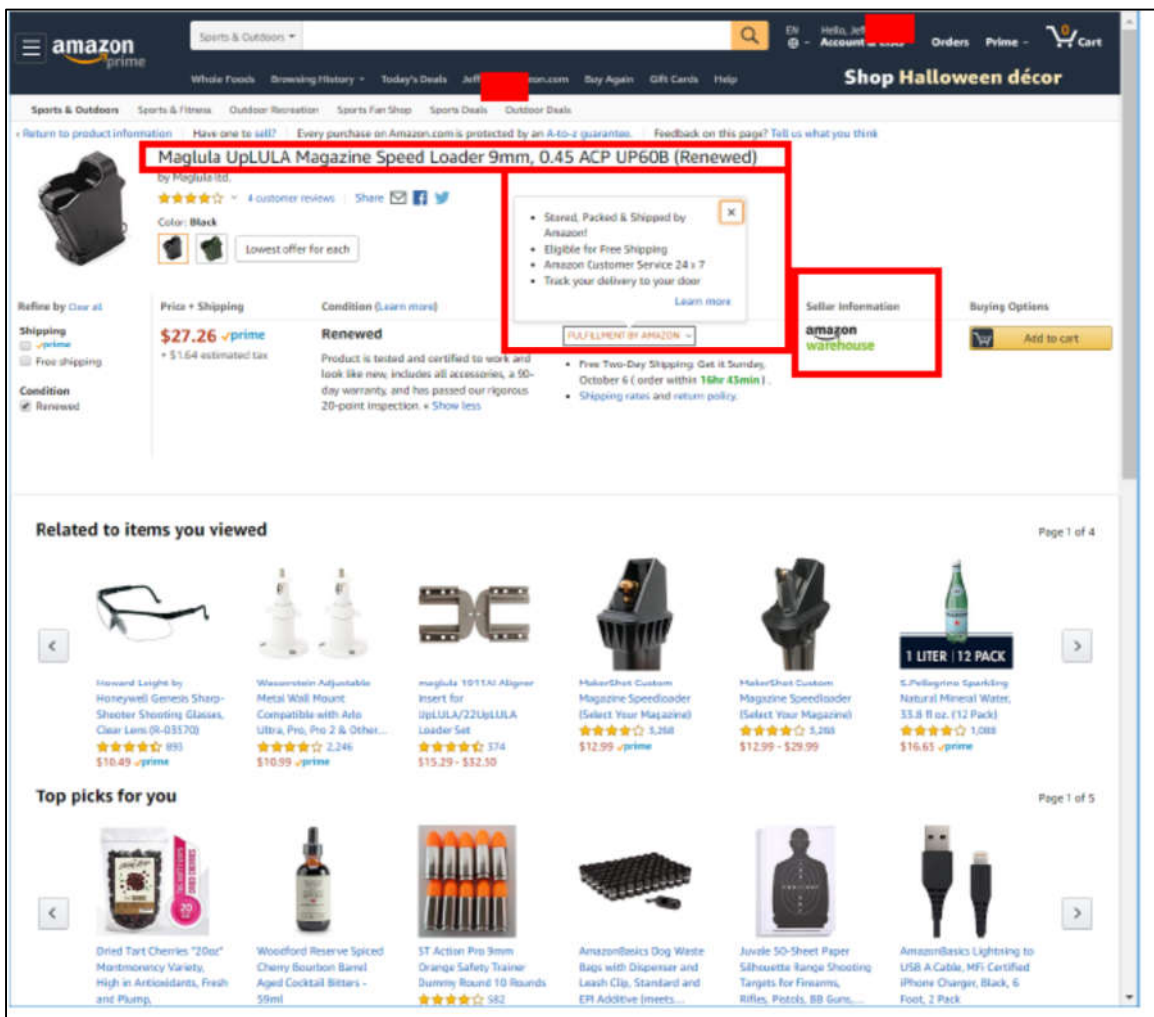 amazon
prime
Sports & Outdoors
EN
Hello, Jef
Account & Lists
Orders
Prime
0
Cart
Whole Foods
Browsing History
Today's Deals
Jeff
on.com
Buy Again
Gift Cards
Help
Shop Halloween décor
Sports & Outdoors
Sports & Fitness
Outdoor Recreation
Sports Fan Shop
Sports Deals
Outdoor Deals
‹ Return to product information
Have one to sell?
Every purchase on Amazon.com is protected by an A-to-z guarantee.
Feedback on this page? Tell us what you think
Maglula UpLULA Magazine Speed Loader 9mm, 0.45 ACP UP60B (Renewed)
by Maglula ltd.
4 customer reviews
Share
Color: Black
Lowest offer for each
• Stored, Packed & Shipped by
Amazon!
• Eligible for Free Shipping
• Amazon Customer Service 24 x 7
• Track your delivery to your door
Learn more
Refine by Clear all
Shipping
prime
Free shipping
Condition
Renewed
Price + Shipping
$27.26 prime
+ $1.64 estimated tax
Condition (Learn more)
Renewed
Product is tested and certified to work and
look like new, includes all accessories, a 90-
day warranty, and has passed our rigorous
20-point inspection. « Show less
FULFILLMENT BY AMAZON
• Free Two-Day Shipping: Get it Sunday,
October 6 ( order within 16hr 43min ) .
• Shipping rates and return policy.
Seller Information
amazon
warehouse
Buying Options
Add to cart
Related to items you viewed
Page 1 of 4
Howard Leight by
Honeywell Genesis Sharp-
Shooter Shooting Glasses,
Clear Lens (R-03570)
893
$10.49 prime
Wasserstein Adjustable
Metal Wall Mount
Compatible with Arlo
Ultra, Pro, Pro 2 & Other...
2,246
$10.99 prime
maglula 1911AI Aligner
Insert for
UpLULA/22UpLULA
Loader Set
374
$15.29 - $32.50
MakerShot Custom
Magazine Speedloader
(Select Your Magazine)
3,268
$12.99 prime
MakerShot Custom
Magazine Speedloader
(Select Your Magazine)
3,268
$12.99 - $29.99
1 LITER | 12 PACK
S.Pellegrino Sparkling
Natural Mineral Water,
33.8 fl oz. (12 Pack)
1,088
$16.65 prime
Top picks for you
Page 1 of 5
Dried Tart Cherries "20oz"
Montmorency Variety,
High in Antioxidants, Fresh
and Plump,
Woodford Reserve Spiced
Cherry Bourbon Barrel
Aged Cocktail Bitters -
59ml
ST Action Pro 9mm
Orange Safety Trainer
Dummy Round 10 Rounds
582
AmazonBasics Dog Waste
Bags with Dispenser and
Leash Clip, Standard and
EPI Additive (meets...
Juvale 50-Sheet Paper
Silhouette Range Shooting
Targets for Firearms,
Rifles, Pistols, BB Guns,...
AmazonBasics Lightning to
USB A Cable, MFi Certified
iPhone Charger, Black, 6
Foot, 2 Pack